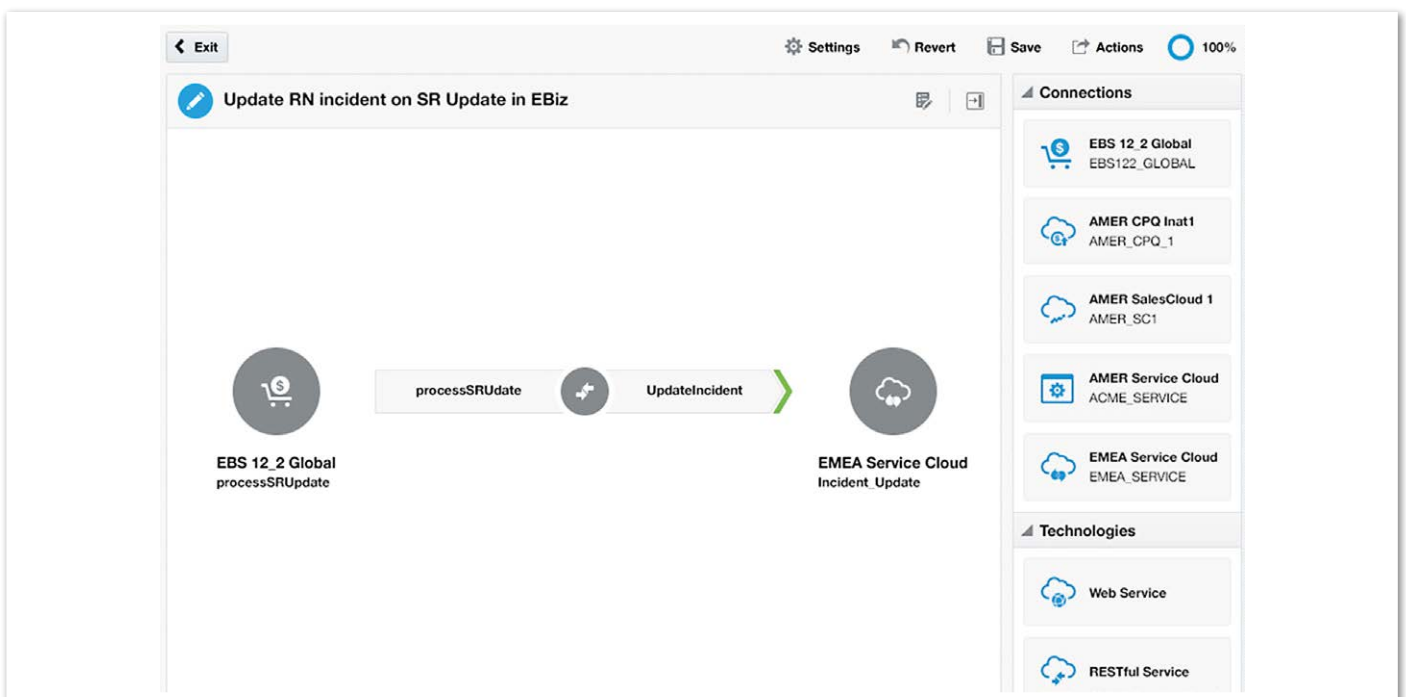 Exit
Settings Revert Save Actions 100%
Update RN incident on SR Update in EBiz
processSRUdate
UpdateIncident
EBS 12_2 Global
processSRUpdate
EMEA Service Cloud
Incident_Update
Connections
EBS 12_2 Global
EBS122_GLOBAL
AMER CPQ Inat1
AMER_CPQ_1
AMER SalesCloud 1
AMER_SC1
AMER Service Cloud
ACME_SERVICE
EMEA Service Cloud
EMEA_SERVICE
Technologies
Web Service
RESTful Service